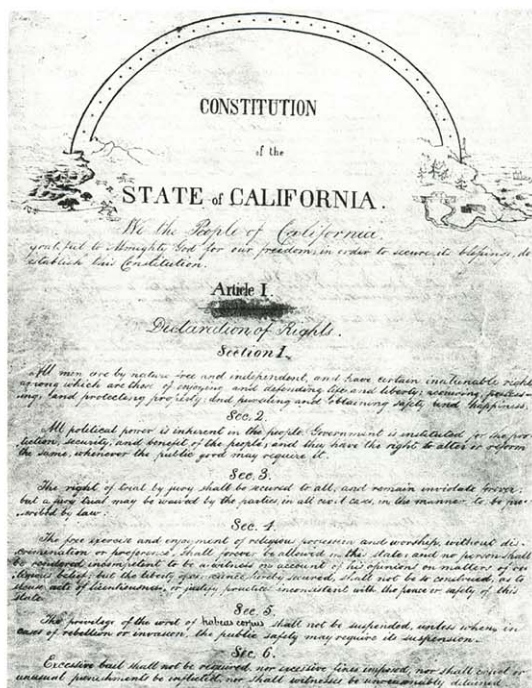 CONSTITUTION
of the
STATE of CALIFORNIA.
We the People of California
grateful to Almighty God for our freedom, in order to secure its blessings, do
establish this Constitution.
Article I.
Declaration of Rights.
Section 1.
All men are by nature free and independent, and have certain inalienable right
among which are those of enjoying and defending life and liberty; acquiring, possess-
ing, and protecting property; and pursuing and obtaining safety and happiness
Sec. 2.
All political power is inherent in the people. Government is instituted for the pro-
tection, security, and benefit of the people; and they have the right to alter or reform
the same, whenever the public good may require it.
Sec. 3.
The right of trial by jury shall be secured to all, and remain inviolate forever;
but a jury trial may be waived by the parties, in all civil cases, in the manner, to be pre-
scribed by law.
Sec. 4.
The free exercise and enjoyment of religious profession and worship, without dis-
crimination or preference, shall forever be allowed in this state; and no person shall
be rendered incompetent to be a witness on account of his opinion on matters of re-
ligious belief; but the liberty of conscience hereby secured, shall not be so construed, as to
excuse acts of licentiousness, or justify practices inconsistent with the peace or safety of this
state.
Sec. 5.
The privilege of the writ of habeas corpus shall not be suspended, unless when, in
cases of rebellion or invasion, the public safety may require its suspension.
Sec. 6.
Excessive bail shall not be required, nor excessive fines imposed, nor shall cruel or
unusual punishments be inflicted, nor shall witnesses be unreasonably detained